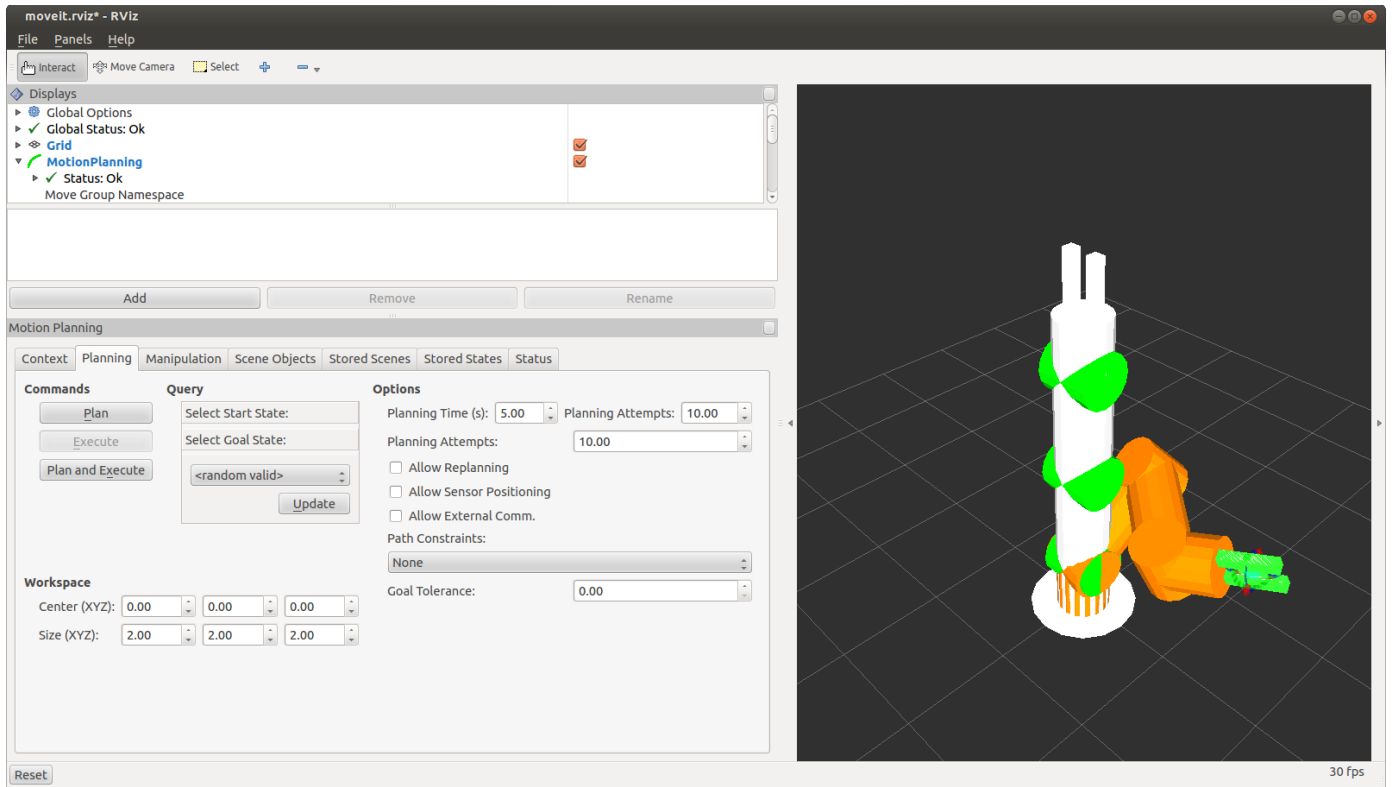 moveit.rviz* - RViz
File Panels Help
Interact Move Camera Select
Displays
Global Options
Global Status: Ok
Grid
MotionPlanning
Status: Ok
Move Group Namespace
Add Remove Rename
Motion Planning
Context Planning Manipulation Scene Objects Stored Scenes Stored States Status
Commands Query Options
Plan Select Start State: Planning Time (s): 5.00 Planning Attempts: 10.00
Execute Select Goal State: Planning Attempts: 10.00
Plan and Execute <random valid> Allow Replanning
Allow Sensor Positioning
Update
Allow External Comm.
Path Constraints:
None
Workspace Goal Tolerance: 0.00
Center (XYZ): 0.00 0.00 0.00
Size (XYZ): 2.00 2.00 2.00
Reset 30 fps